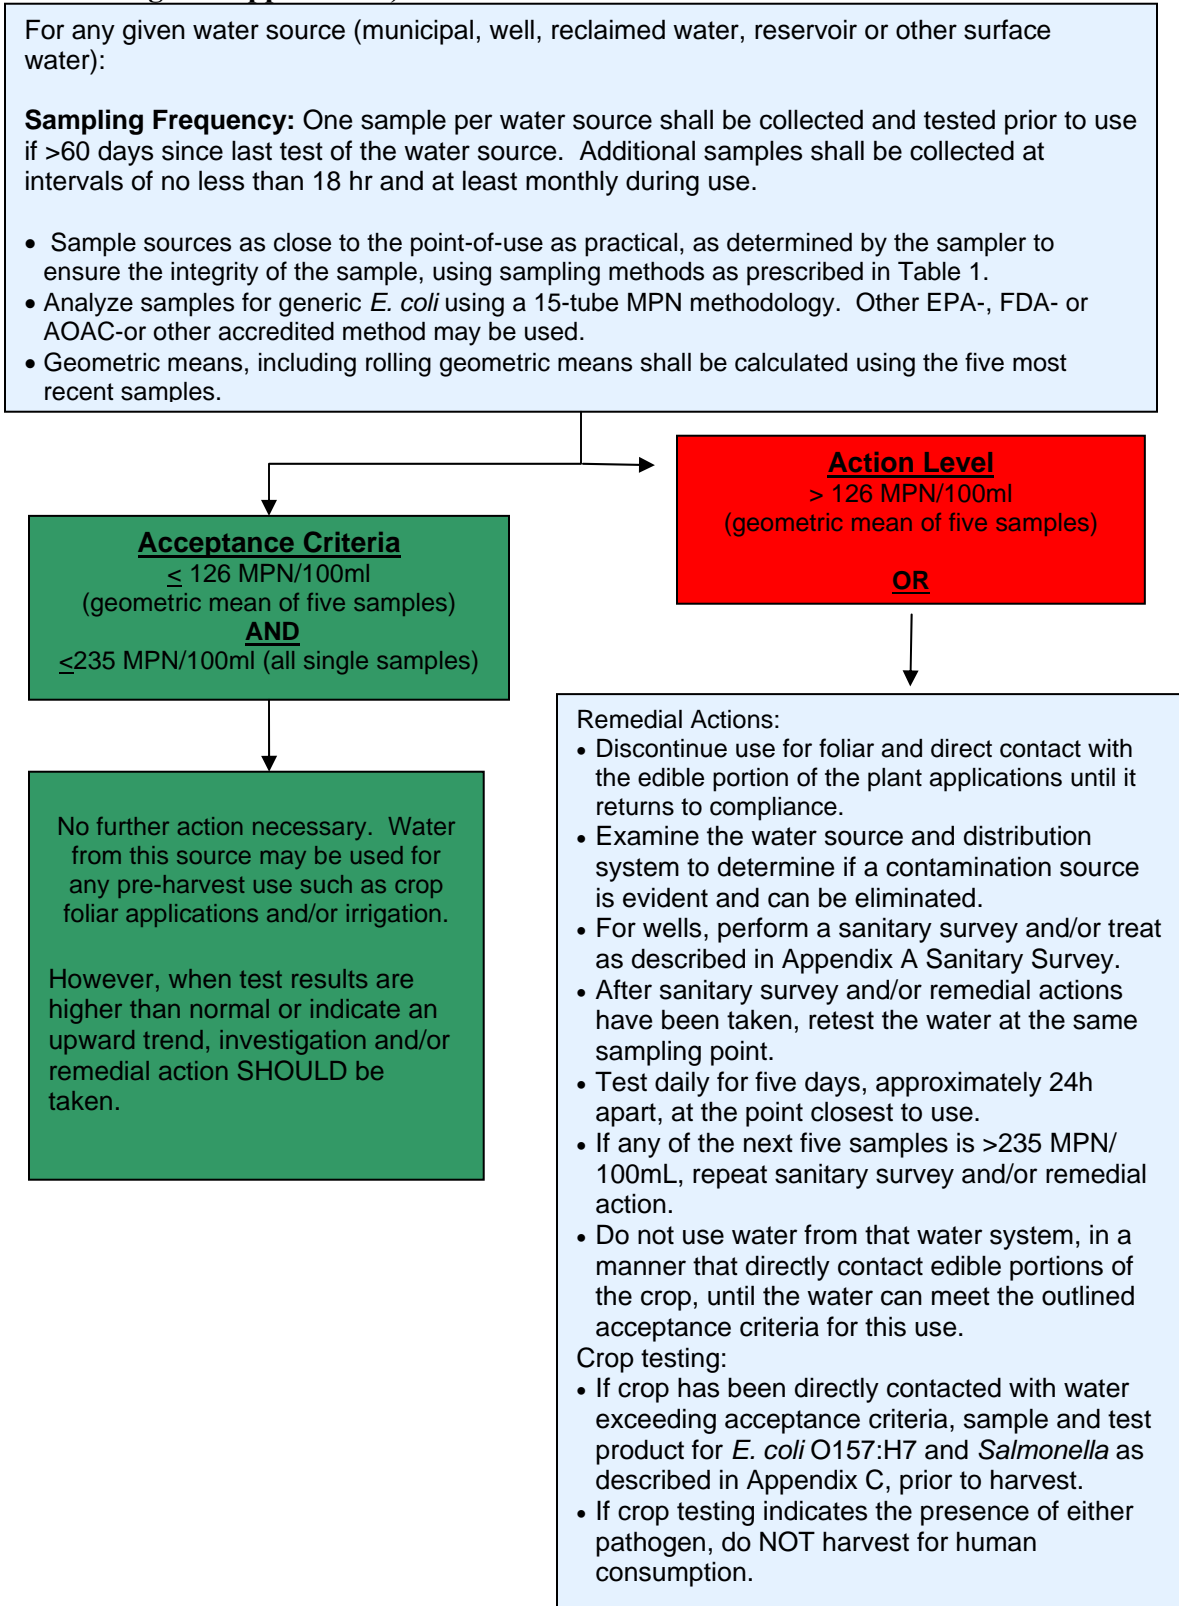 For any given water source (municipal, well, reclaimed water, reservoir or other surface
water):
Sampling Frequency: One sample per water source shall be collected and tested prior to use
if >60 days since last test of the water source. Additional samples shall be collected at
intervals of no less than 18 hr and at least monthly during use.
• Sample sources as close to the point-of-use as practical, as determined by the sampler to
ensure the integrity of the sample, using sampling methods as prescribed in Table 1.
• Analyze samples for generic E. coli using a 15-tube MPN methodology. Other EPA-, FDA- or
AOAC-or other accredited method may be used.
• Geometric means, including rolling geometric means shall be calculated using the five most
recent samples.
Action Level
> 126 MPN/100ml
(geometric mean of five samples)
OR
Acceptance Criteria
≤ 126 MPN/100ml
(geometric mean of five samples)
AND
≤235 MPN/100ml (all single samples)
No further action necessary. Water
from this source may be used for
any pre-harvest use such as crop
foliar applications and/or irrigation.
However, when test results are
higher than normal or indicate an
upward trend, investigation and/or
remedial action SHOULD be
taken.
Remedial Actions:
• Discontinue use for foliar and direct contact with
the edible portion of the plant applications until it
returns to compliance.
• Examine the water source and distribution
system to determine if a contamination source
is evident and can be eliminated.
• For wells, perform a sanitary survey and/or treat
as described in Appendix A Sanitary Survey.
• After sanitary survey and/or remedial actions
have been taken, retest the water at the same
sampling point.
• Test daily for five days, approximately 24h
apart, at the point closest to use.
• If any of the next five samples is >235 MPN/
100mL, repeat sanitary survey and/or remedial
action.
• Do not use water from that water system, in a
manner that directly contact edible portions of
the crop, until the water can meet the outlined
acceptance criteria for this use.
Crop testing:
• If crop has been directly contacted with water
exceeding acceptance criteria, sample and test
product for E. coli O157:H7 and Salmonella as
described in Appendix C, prior to harvest.
• If crop testing indicates the presence of either
pathogen, do NOT harvest for human
consumption.